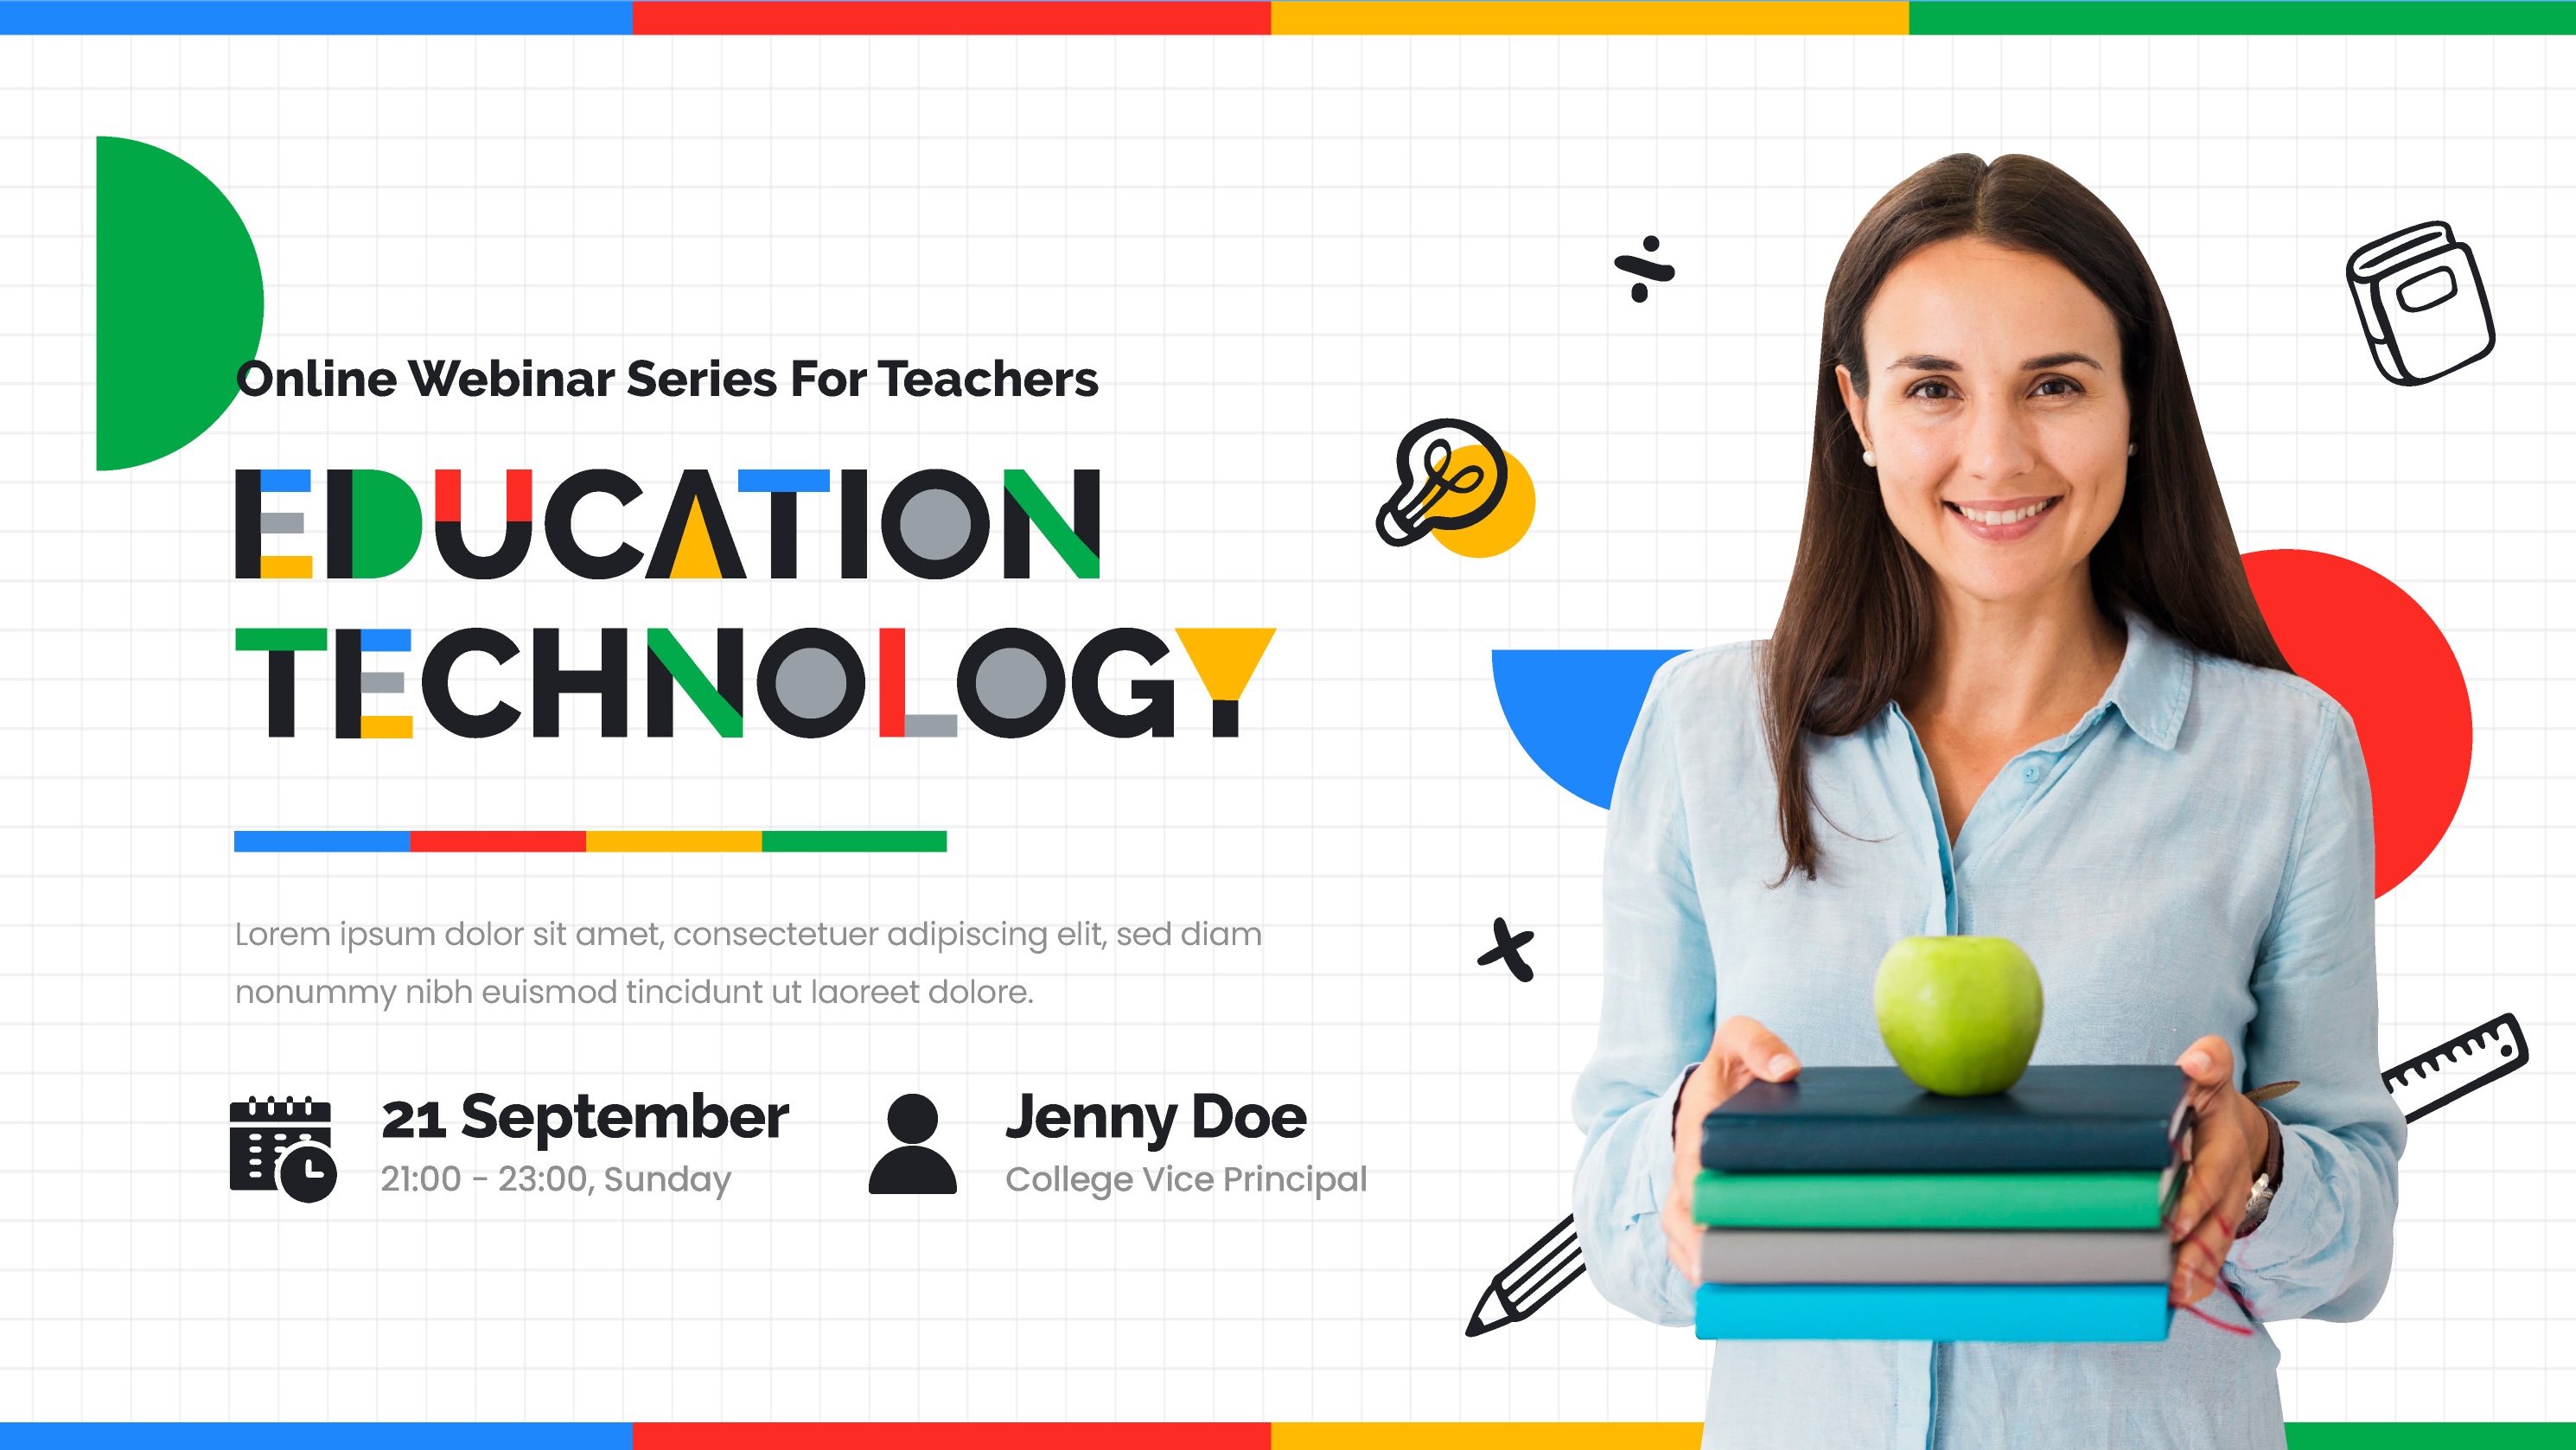 Online Webinar Series For Teachers
EDUCATION
TECHNOLOGY
Lorem ipsum dolor sit amet, consectetuer adipiscing elit, sed diam
nonummy nibh euismod tincidunt ut laoreet dolore.
21 September
21:00 - 23:00, Sunday
Jenny Doe
College Vice Principal